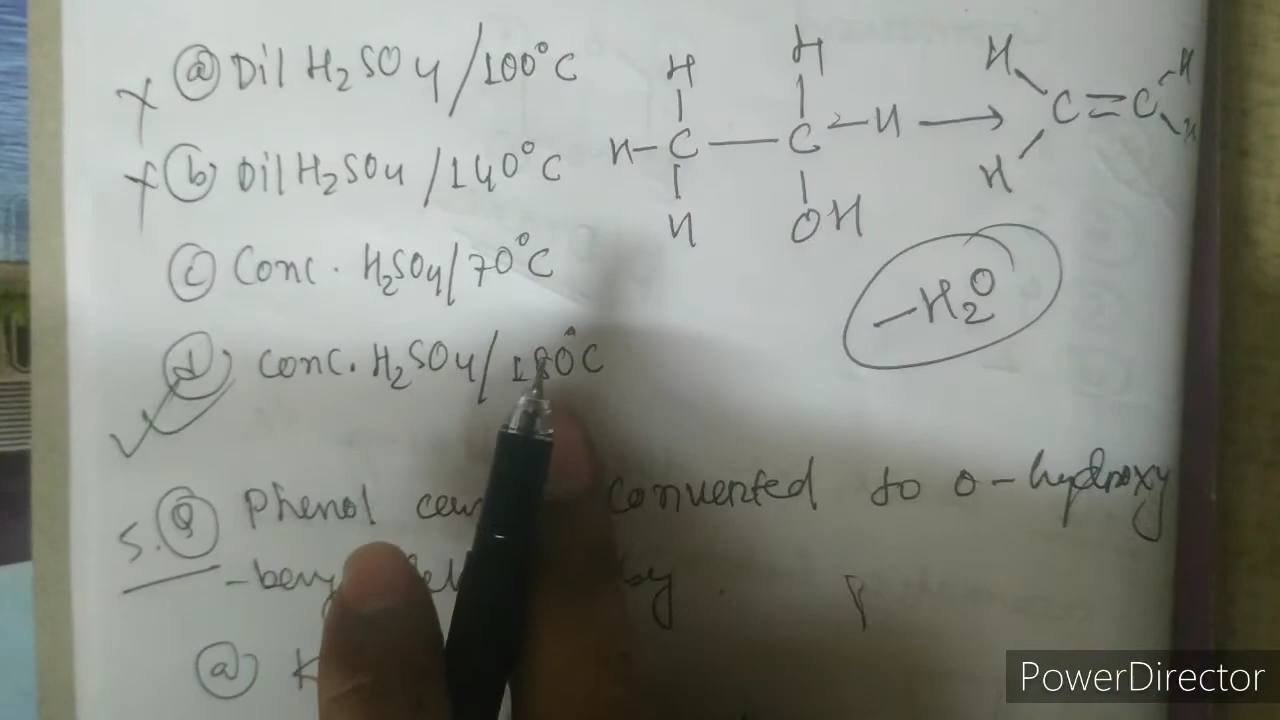 ⓐ Dil H2SO4/100°C
ⓑ Dil H2SO4/140°C
ⓒ Conc. H2SO4/70°C
ⓓ conc. H2SO4/180°C
H H
H-C-C-H
H OH
H H
C=C
H H
-H2O
5. Q Phenol converted to o-hydroxy
by
ⓐ
PowerDirector